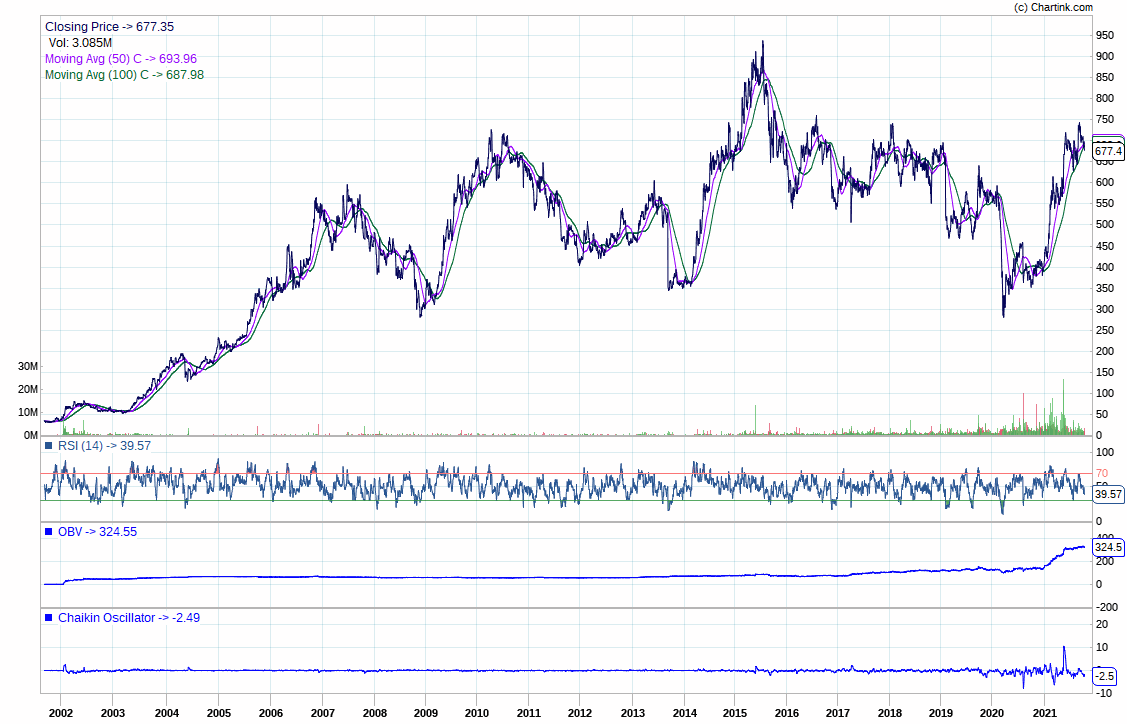 (c) Chartink.com
Closing Price -> 677.35
Vol: 3.085M
Moving Avg (50) C -> 693.96
Moving Avg (100) C -> 687.98
950
900
850
800
750
677.4
650
600
550
500
450
400
350
300
250
200
150
100
50
0
30M
20M
10M
0M
RSI (14) -> 39.57
100
70
50
39.57
0
OBV -> 324.55
400
324.5
200
0
-200
Chaikin Oscillator -> -2.49
20
10
-2.5
-10
2002 2003 2004 2005 2006 2007 2008 2009 2010 2011 2012 2013 2014 2015 2016 2017 2018 2019 2020 2021